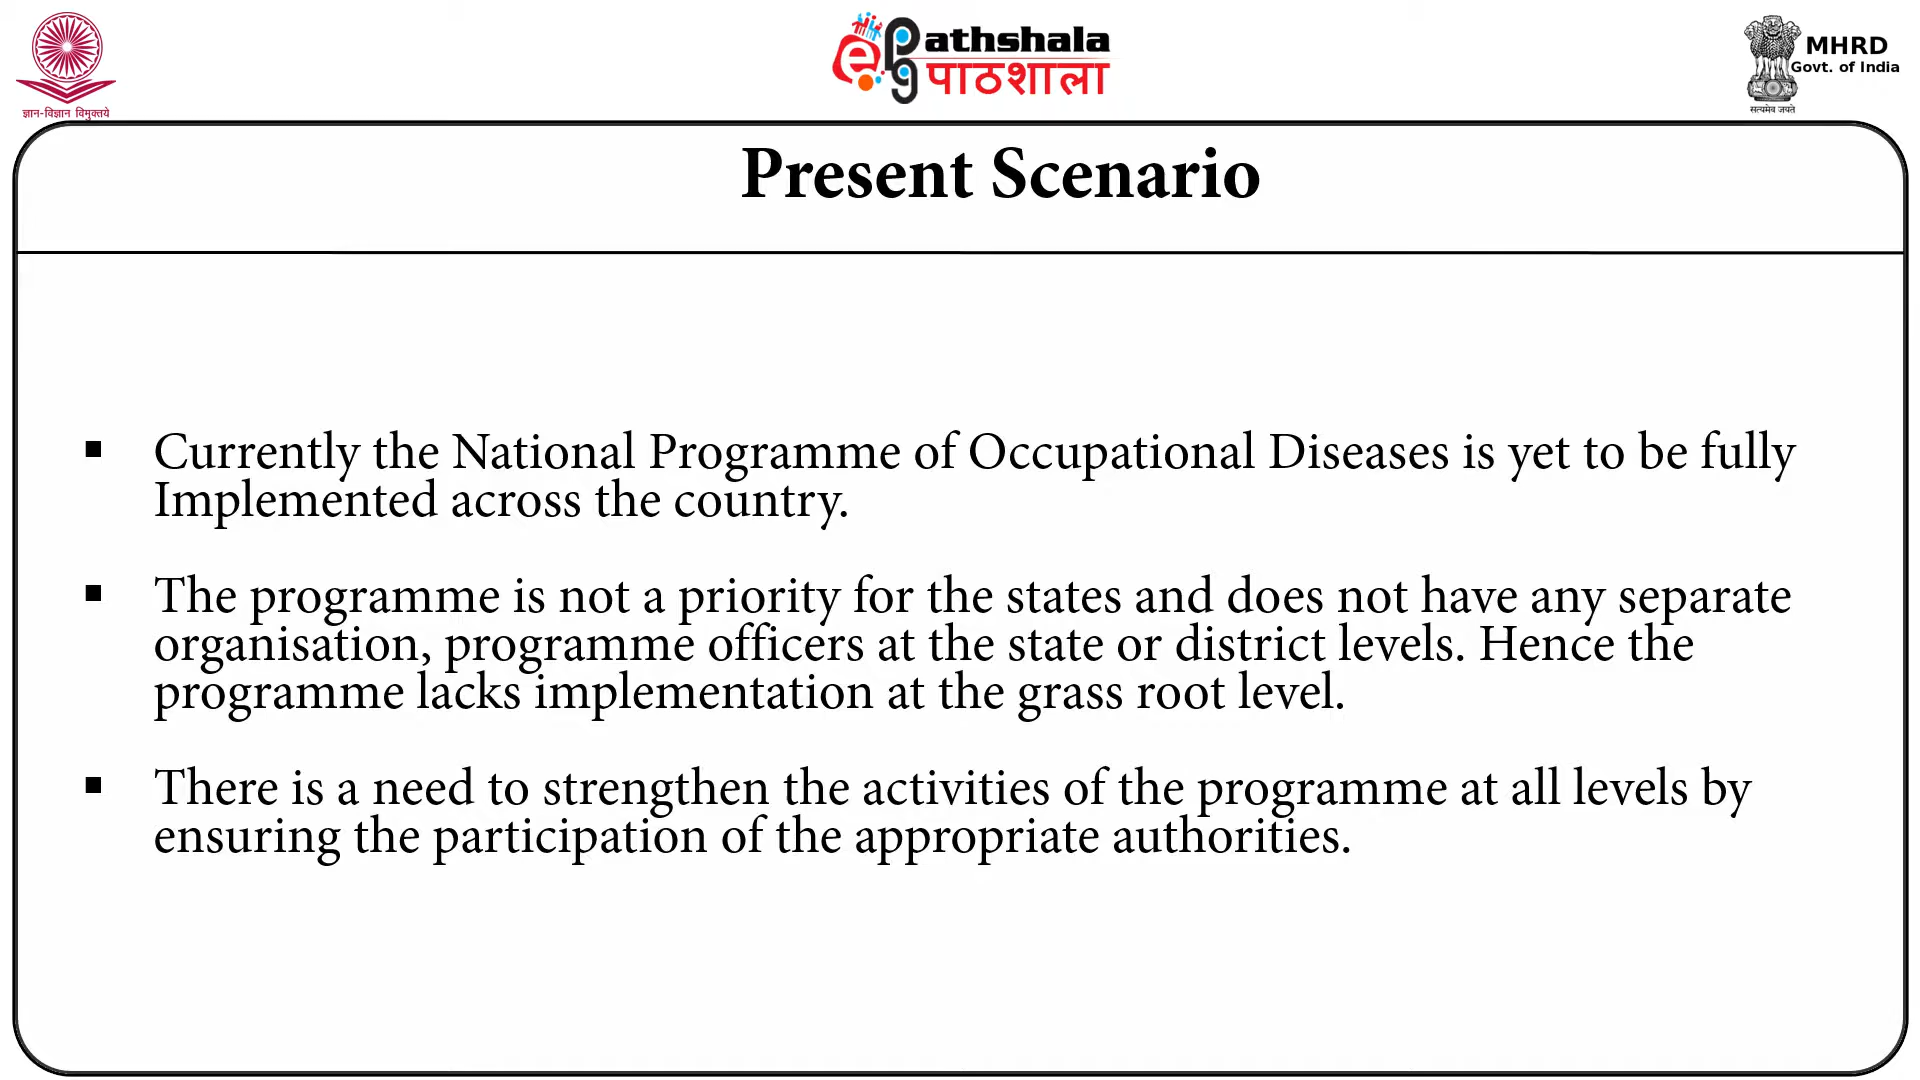 ज्ञान-विज्ञान विमुक्तये
e
pg
Pathshala
पाठशाला
सत्यमेव जयते
MHRD
Govt. of India
Present Scenario
▪ Currently the National Programme of Occupational Diseases is yet to be fully
Implemented across the country.
▪ The programme is not a priority for the states and does not have any separate
organisation, programme officers at the state or district levels. Hence the
programme lacks implementation at the grass root level.
▪ There is a need to strengthen the activities of the programme at all levels by
ensuring the participation of the appropriate authorities.